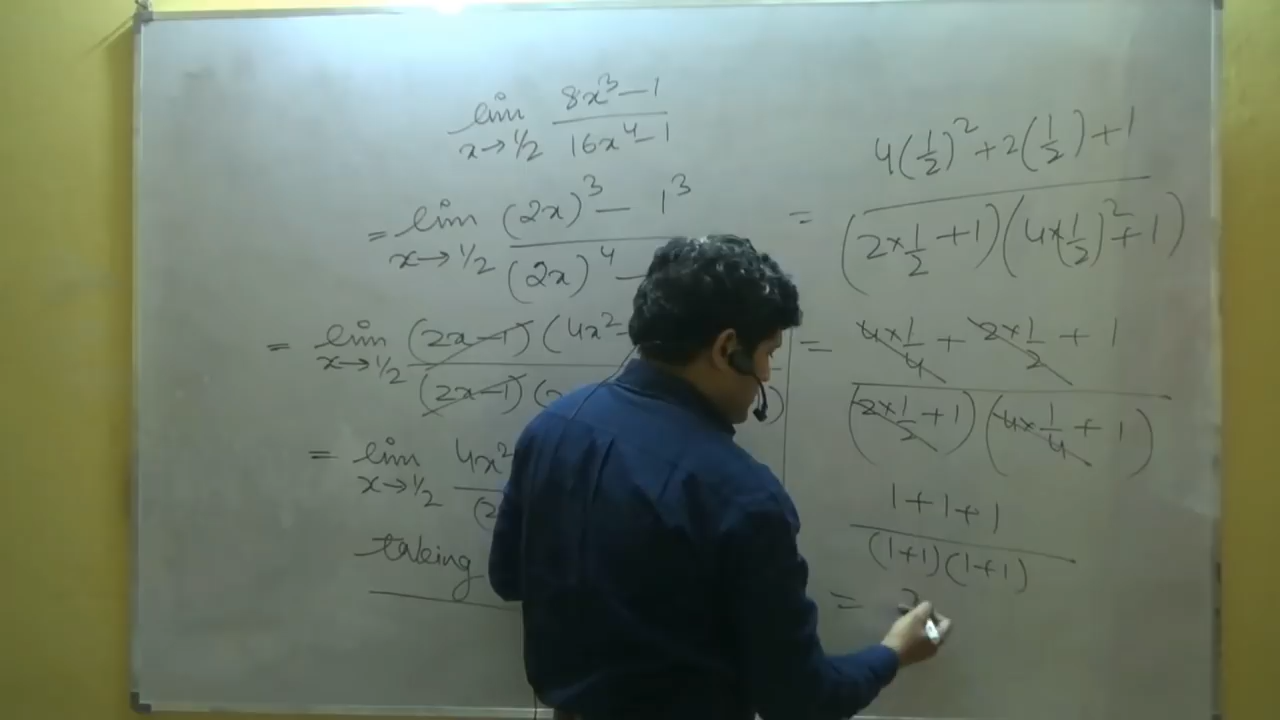 lim 8x³-1
x→1/2 16x⁴-1
= lim (2x)³ - 1³
x→1/2 (2x)⁴ -
= lim (2x-1)(4x²
x→1/2 (2x-1)(
= lim 4x²
x→1/2 (2
taking
4(1/2)²+2(1/2)+1
= (2×1/2+1)(4×1/2)²+1)
= 4×1/4 + 2×1/2 + 1
(2×1/2+1)(4×1/4+1)
1+1+1
(1+1)(1+1)
=